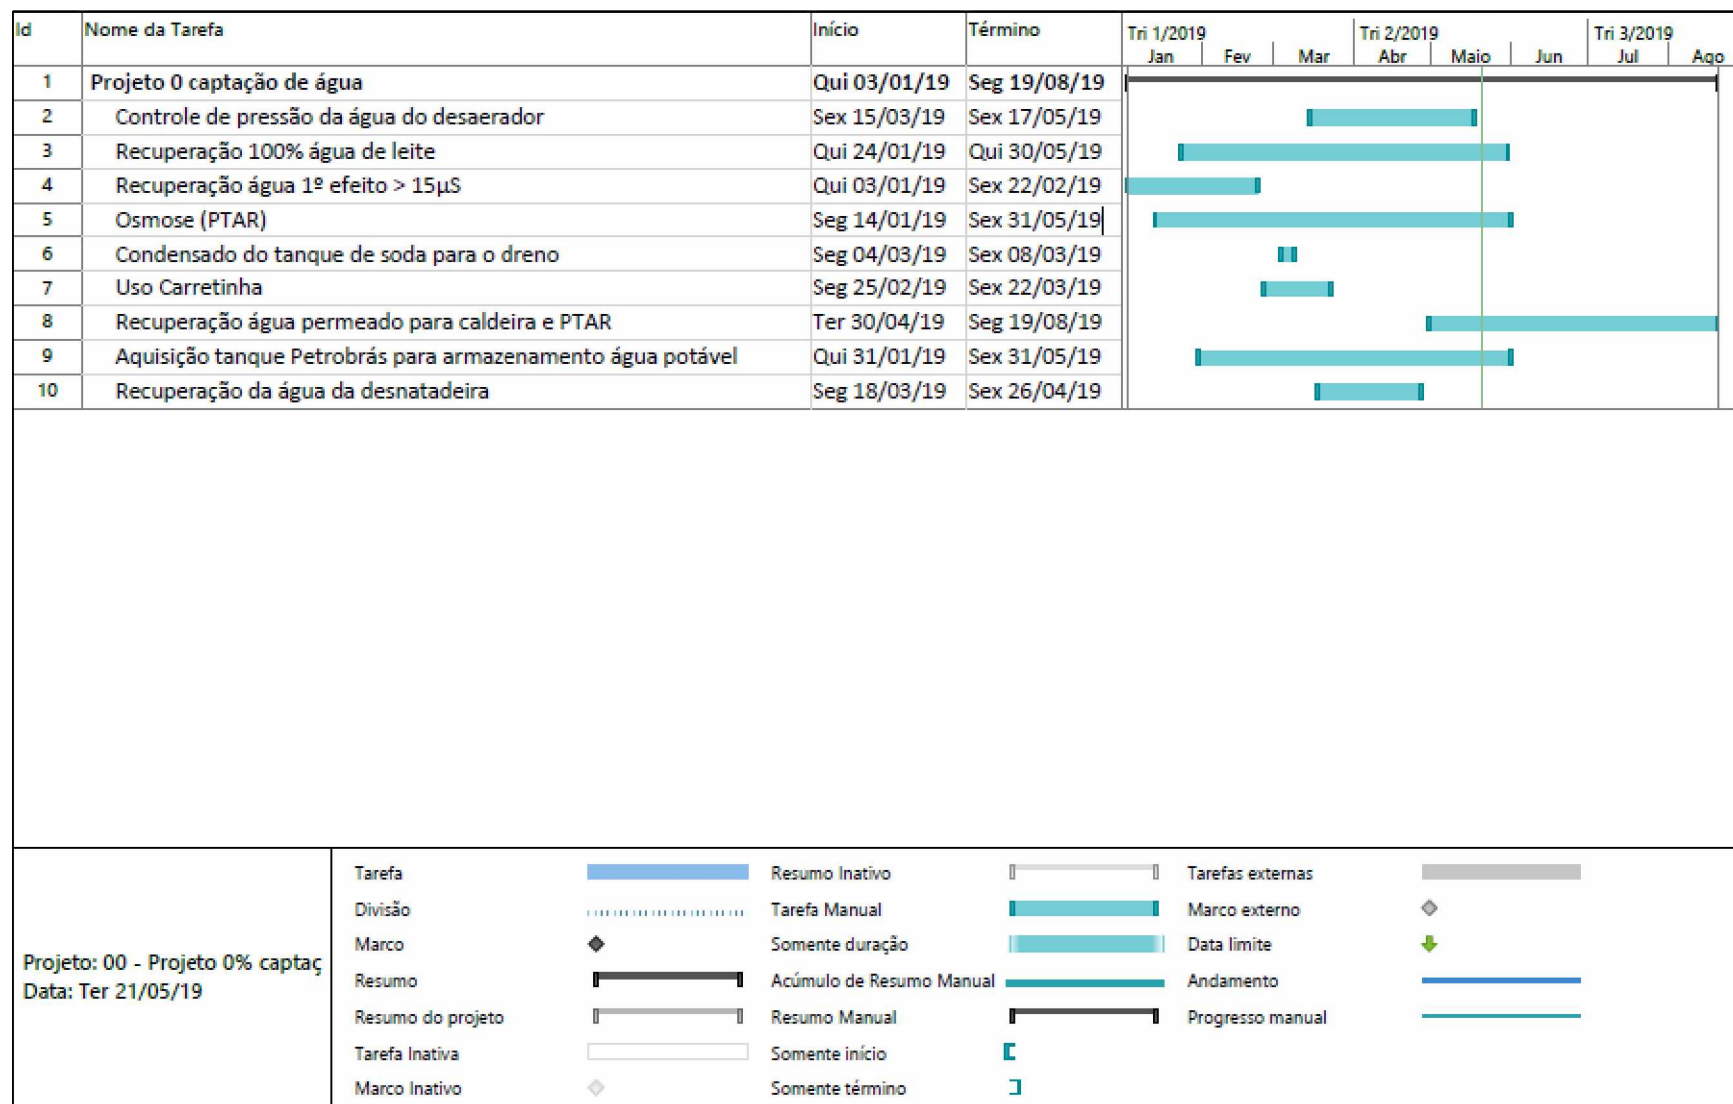 Id Nome da Tarefa Início Término Tri 1/2019 Tri 2/2019 Tri 3/2019
Jan Fev Mar Abr Maio Jun Jul Ago
1 Projeto 0 captação de água Qui 03/01/19 Seg 19/08/19
2 Controle de pressão da água do desaerador Sex 15/03/19 Sex 17/05/19
3 Recuperação 100% água de leite Qui 24/01/19 Qui 30/05/19
4 Recuperação água 1º efeito > 15µS Qui 03/01/19 Sex 22/02/19
5 Osmose (PTAR) Seg 14/01/19 Sex 31/05/19
6 Condensado do tanque de soda para o dreno Seg 04/03/19 Sex 08/03/19
7 Uso Carretinha Seg 25/02/19 Sex 22/03/19
8 Recuperação água permeado para caldeira e PTAR Ter 30/04/19 Seg 19/08/19
9 Aquisição tanque Petrobrás para armazenamento água potável Qui 31/01/19 Sex 31/05/19
10 Recuperação da água da desnatadeira Seg 18/03/19 Sex 26/04/19
Projeto: 00 - Projeto 0% captaç
Data: Ter 21/05/19
Tarefa Resumo Inativo Tarefas externas
Divisão Tarefa Manual Marco externo
Marco Somente duração Data limite
Resumo Acúmulo de Resumo Manual Andamento
Resumo do projeto Resumo Manual Progresso manual
Tarefa Inativa Somente início
Marco Inativo Somente término